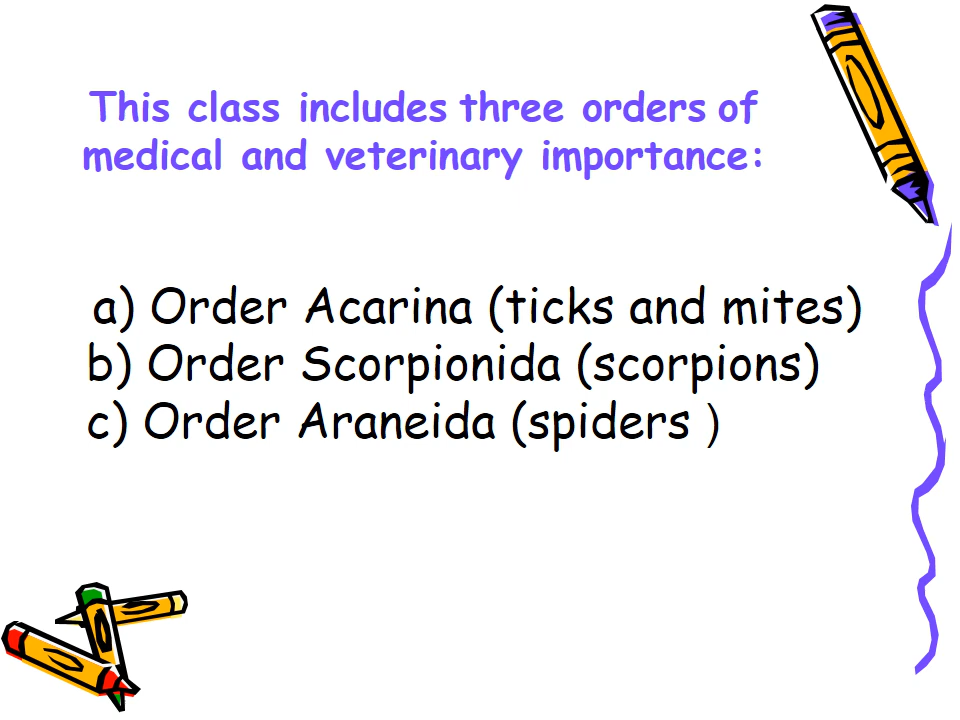 This class includes three orders of
medical and veterinary importance:
a) Order Acarina (ticks and mites)
b) Order Scorpionida (scorpions)
c) Order Araneida (spiders )